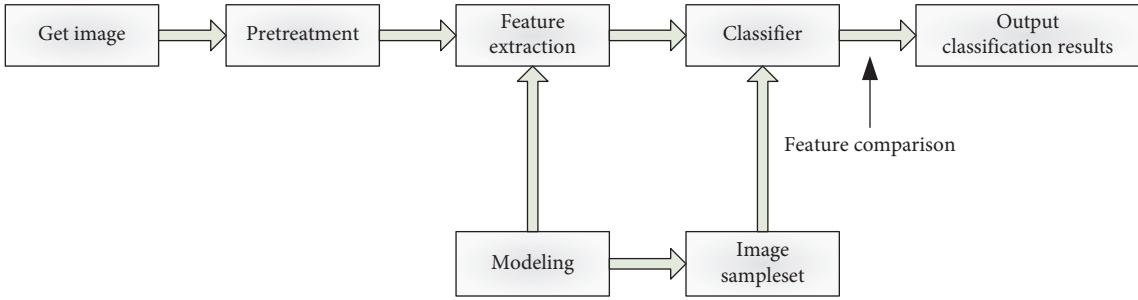 Get image
Pretreatment
Feature
extraction
Classifier
Output
classification results
Feature comparison
Modeling
Image
sampleset